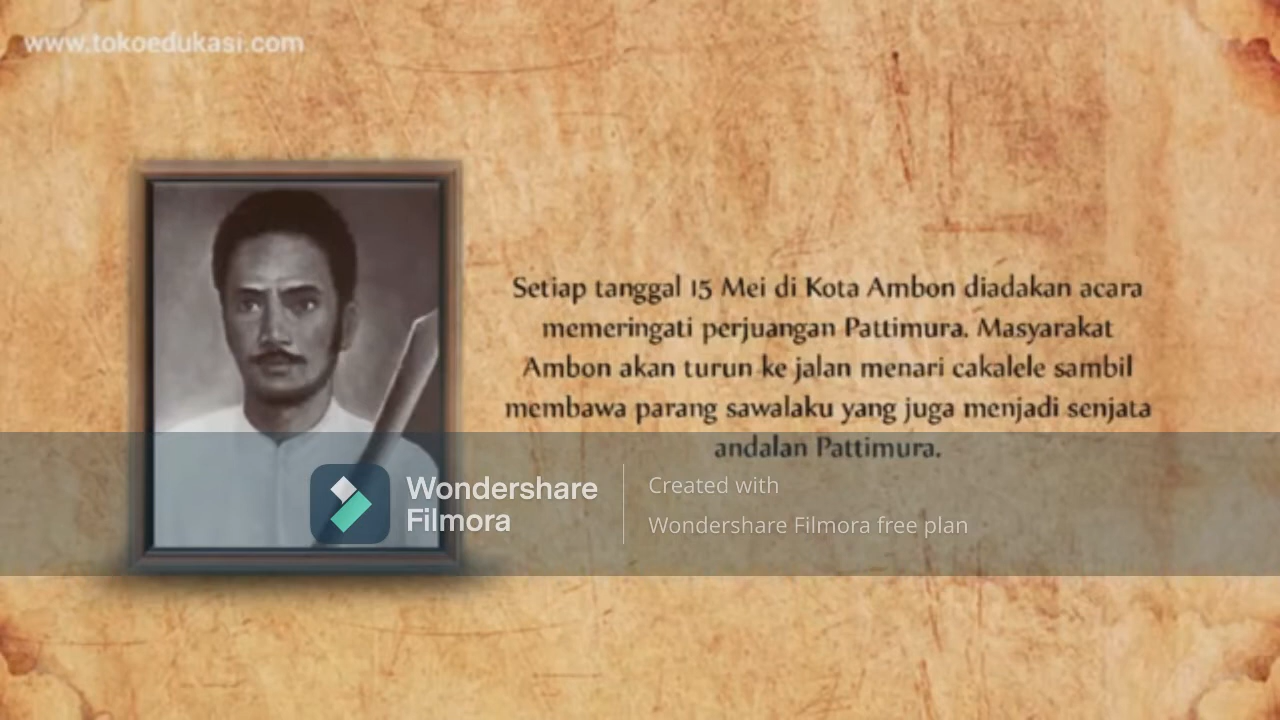 www.tokoedukasi.com
Setiap tanggal 15 Mei di Kota Ambon diadakan acara
memeringati perjuangan Pattimura. Masyarakat
Ambon akan turun ke jalan menari cakalele sambil
membawa parang sawalaku yang juga menjadi senjata
andalan Pattimura.
Wondershare
Filmora
Created with
Wondershare Filmora free plan